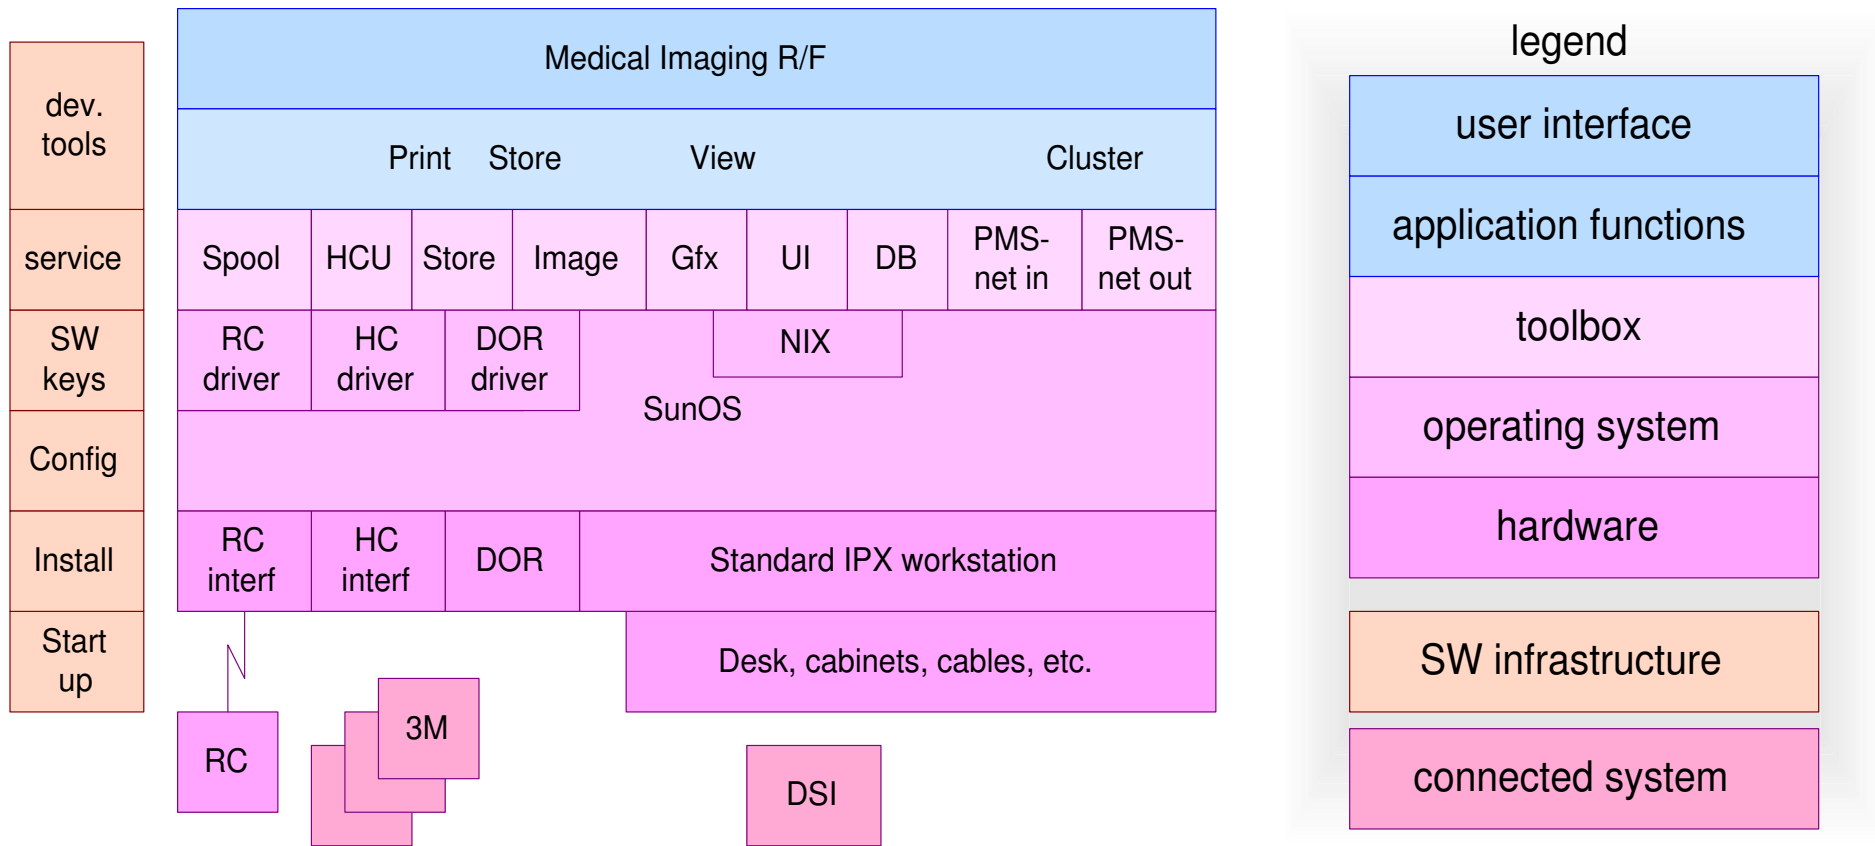 legend
Medical Imaging R/F
dev.
tools
Print Store View Cluster
service
Spool HCU Store Image Gfx UI DB
PMS-
net in
PMS-
net out
SW
keys
RC
driver
HC
driver
DOR
driver
NIX
SunOS
Config
Install
RC
interf
HC
interf
DOR
Standard IPX workstation
Start
up
Desk, cabinets, cables, etc.
RC
3M
DSI
user interface
application functions
toolbox
operating system
hardware
SW infrastructure
connected system